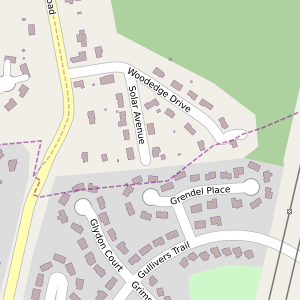 oad
Woodedge Drive
Solar Avenue
Grendel Place
Glydon Court
Gullivers Trail
Grim